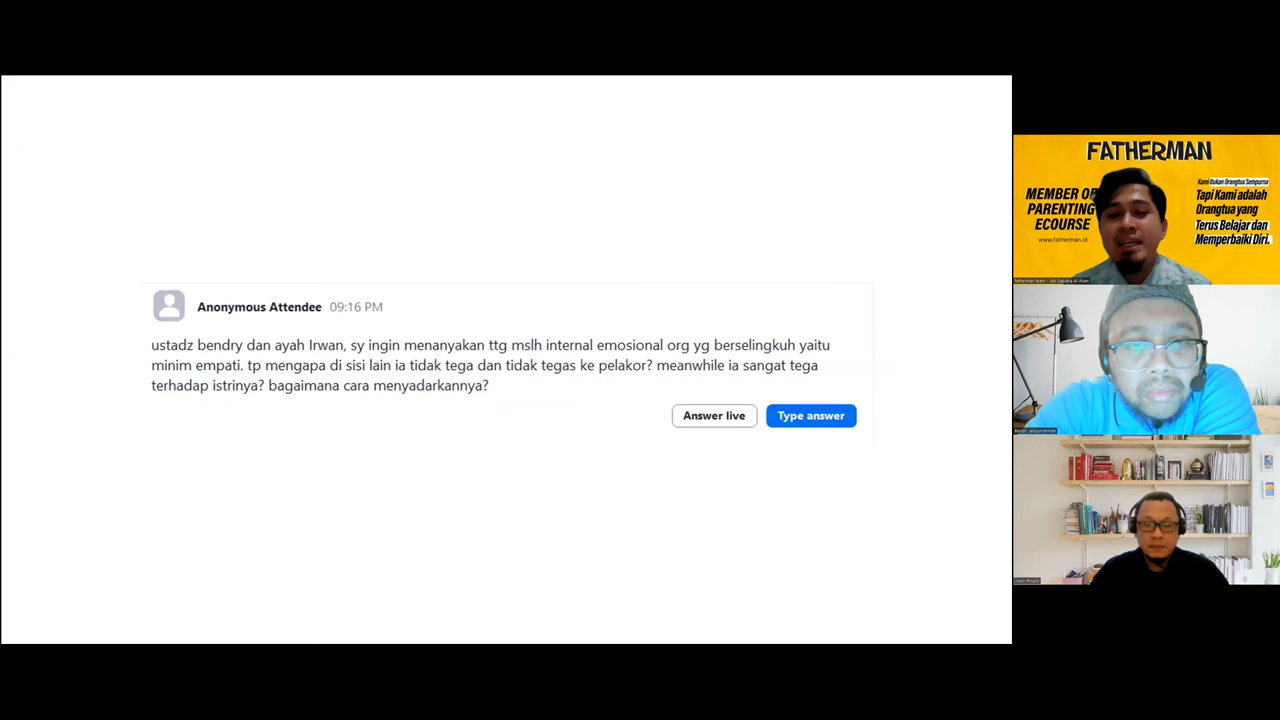 Anonymous Attendee 09:16 PM
ustadz bendry dan ayah Irwan, sy ingin menanyakan ttg mslh internal emosional org yg berselingkuh yaitu
minim empati. tp mengapa di sisi lain ia tidak tega dan tidak tegas ke pelakor? meanwhile ia sangat tega
terhadap istrinya? bagaimana cara menyadarkannya?
Answer live
Type answer
FATHERMAN
MEMBER OF
PARENTING
ECOURSE
www.fatherman.id
Kami Bukan Orangtua Sempurna
Tapi Kami adalah
Orangtua yang
Terus Belajar dan
Memperbaiki Diri.